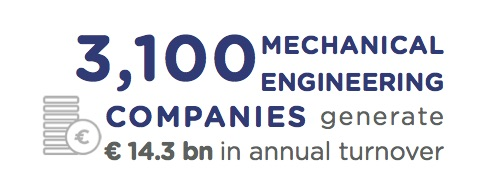 3,100 MECHANICAL
ENGINEERING
COMPANIES generate
€ 14.3 bn in annual turnover
€